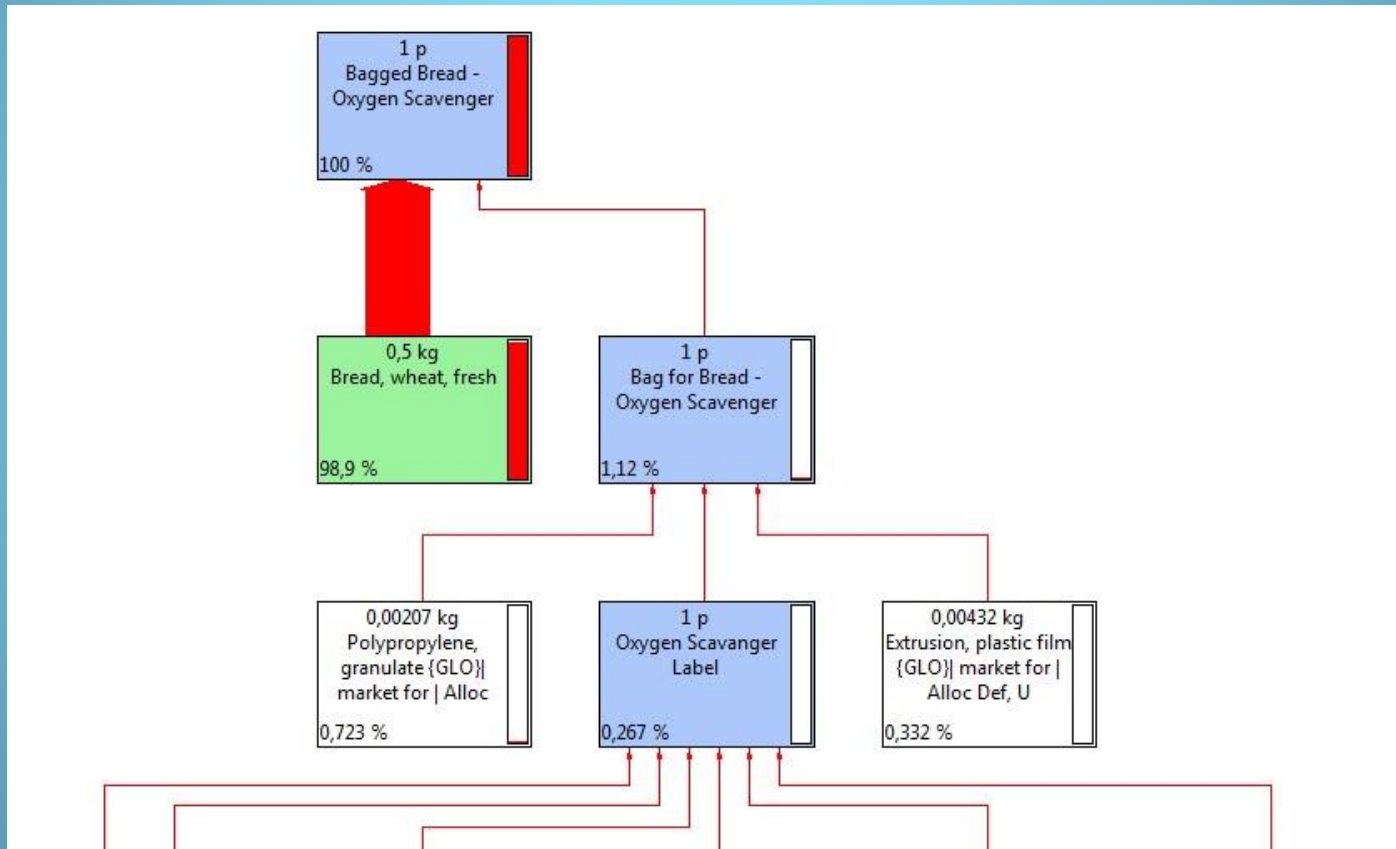 1 p
Bagged Bread -
Oxygen Scavenger
100 %
0,5 kg
Bread, wheat, fresh
98,9 %
1 p
Bag for Bread -
Oxygen Scavenger
1,12 %
0,00207 kg
Polypropylene,
granulate {GLO}|
market for | Alloc
0,723 %
1 p
Oxygen Scavanger
Label
0,267 %
0,00432 kg
Extrusion, plastic film
{GLO}| market for |
Alloc Def, U
0,332 %